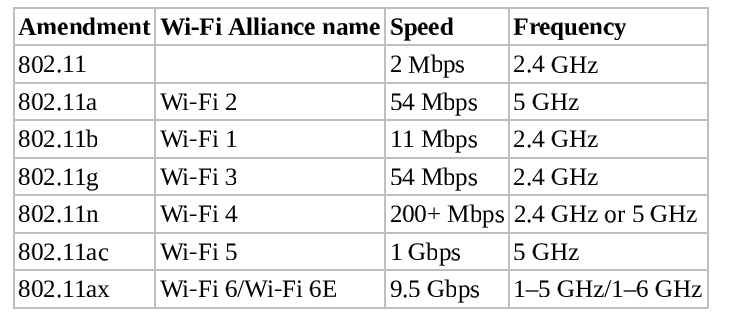 Amendment Wi-Fi Alliance name Speed Frequency
802.11 2 Mbps 2.4 GHz
802.11a Wi-Fi 2 54 Mbps 5 GHz
802.11b Wi-Fi 1 11 Mbps 2.4 GHz
802.11g Wi-Fi 3 54 Mbps 2.4 GHz
802.11n Wi-Fi 4 200+ Mbps 2.4 GHz or 5 GHz
802.11ac Wi-Fi 5 1 Gbps 5 GHz
802.11ax Wi-Fi 6/Wi-Fi 6E 9.5 Gbps 1–5 GHz/1–6 GHz